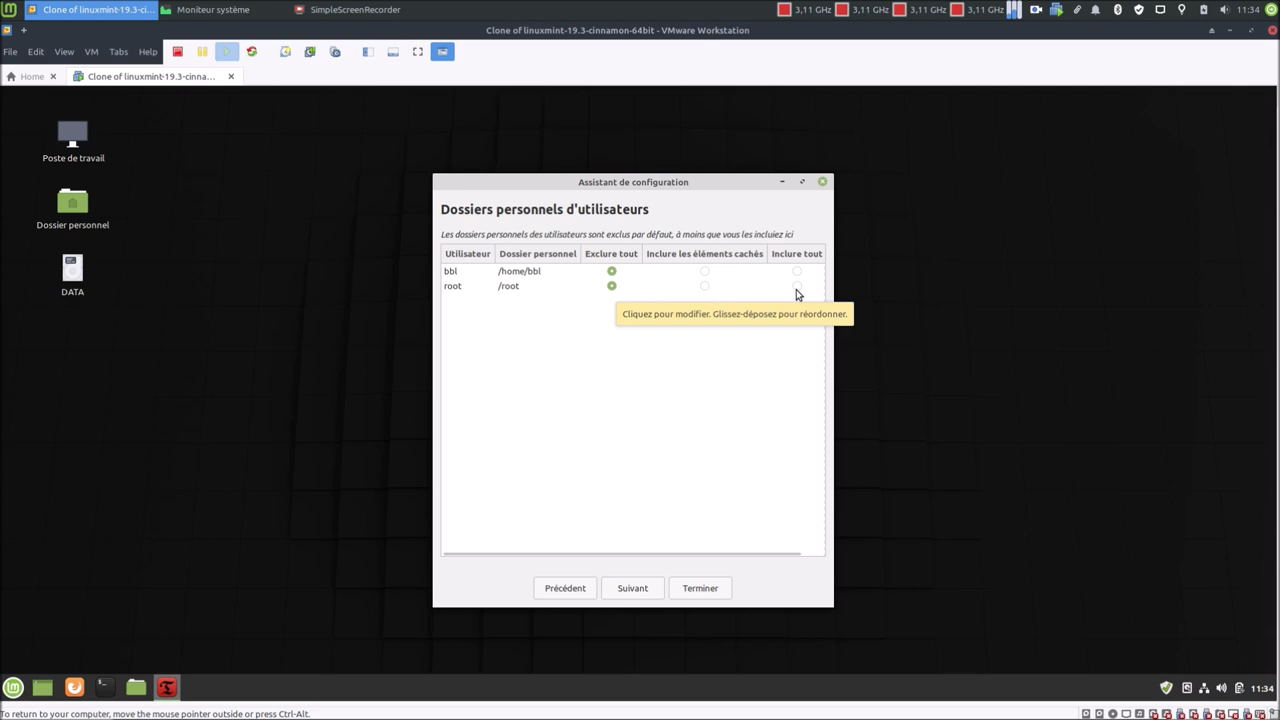 Clone of linuxmint-19.3-ci...
Moniteur système
SimpleScreenRecorder
3,11 GHz
3,11 GHz
3,11 GHz
3,11 GHz
11:34
Clone of linuxmint-19.3-cinnamon-64bit - VMware Workstation
File
Edit
View
VM
Tabs
Help
Home
Clone of linuxmint-19.3-cinna...
Poste de travail
Dossier personnel
DATA
Assistant de configuration
Dossiers personnels d'utilisateurs
Les dossiers personnels des utilisateurs sont exclus par défaut, à moins que vous les incluiez ici
Utilisateur Dossier personnel Exclure tout Inclure les éléments cachés Inclure tout
bbl /home/bbl
root /root
Cliquez pour modifier. Glissez-déposez pour réordonner.
Précédent
Suivant
Terminer
11:34
To return to your computer, move the mouse pointer outside or press Ctrl-Alt.